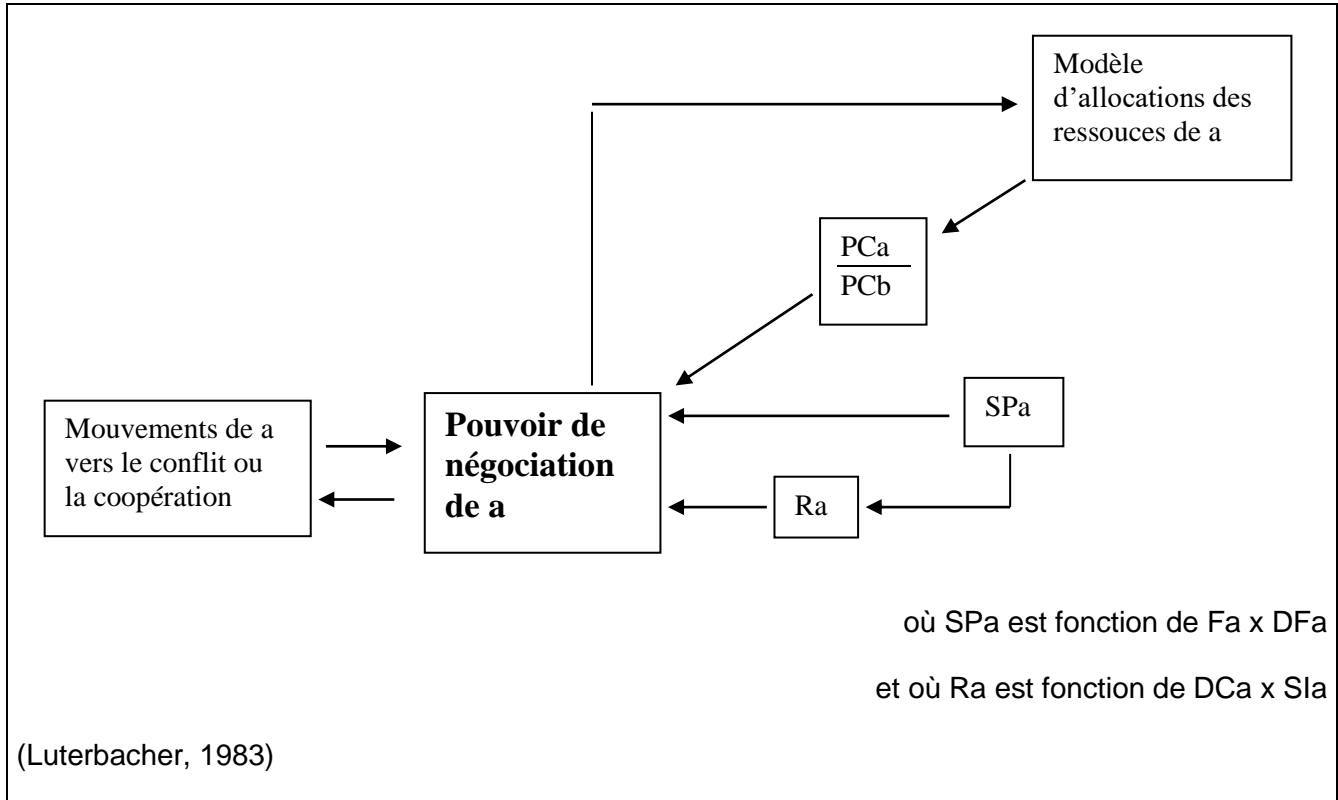 Modèle
d’allocations des
ressouces de a
PCa
PCb
SPa
Mouvements de a
vers le conflit ou
la coopération
Pouvoir de
négociation
de a
Ra
où SPa est fonction de Fa x DFa
et où Ra est fonction de DCa x SIa
(Luterbacher, 1983)